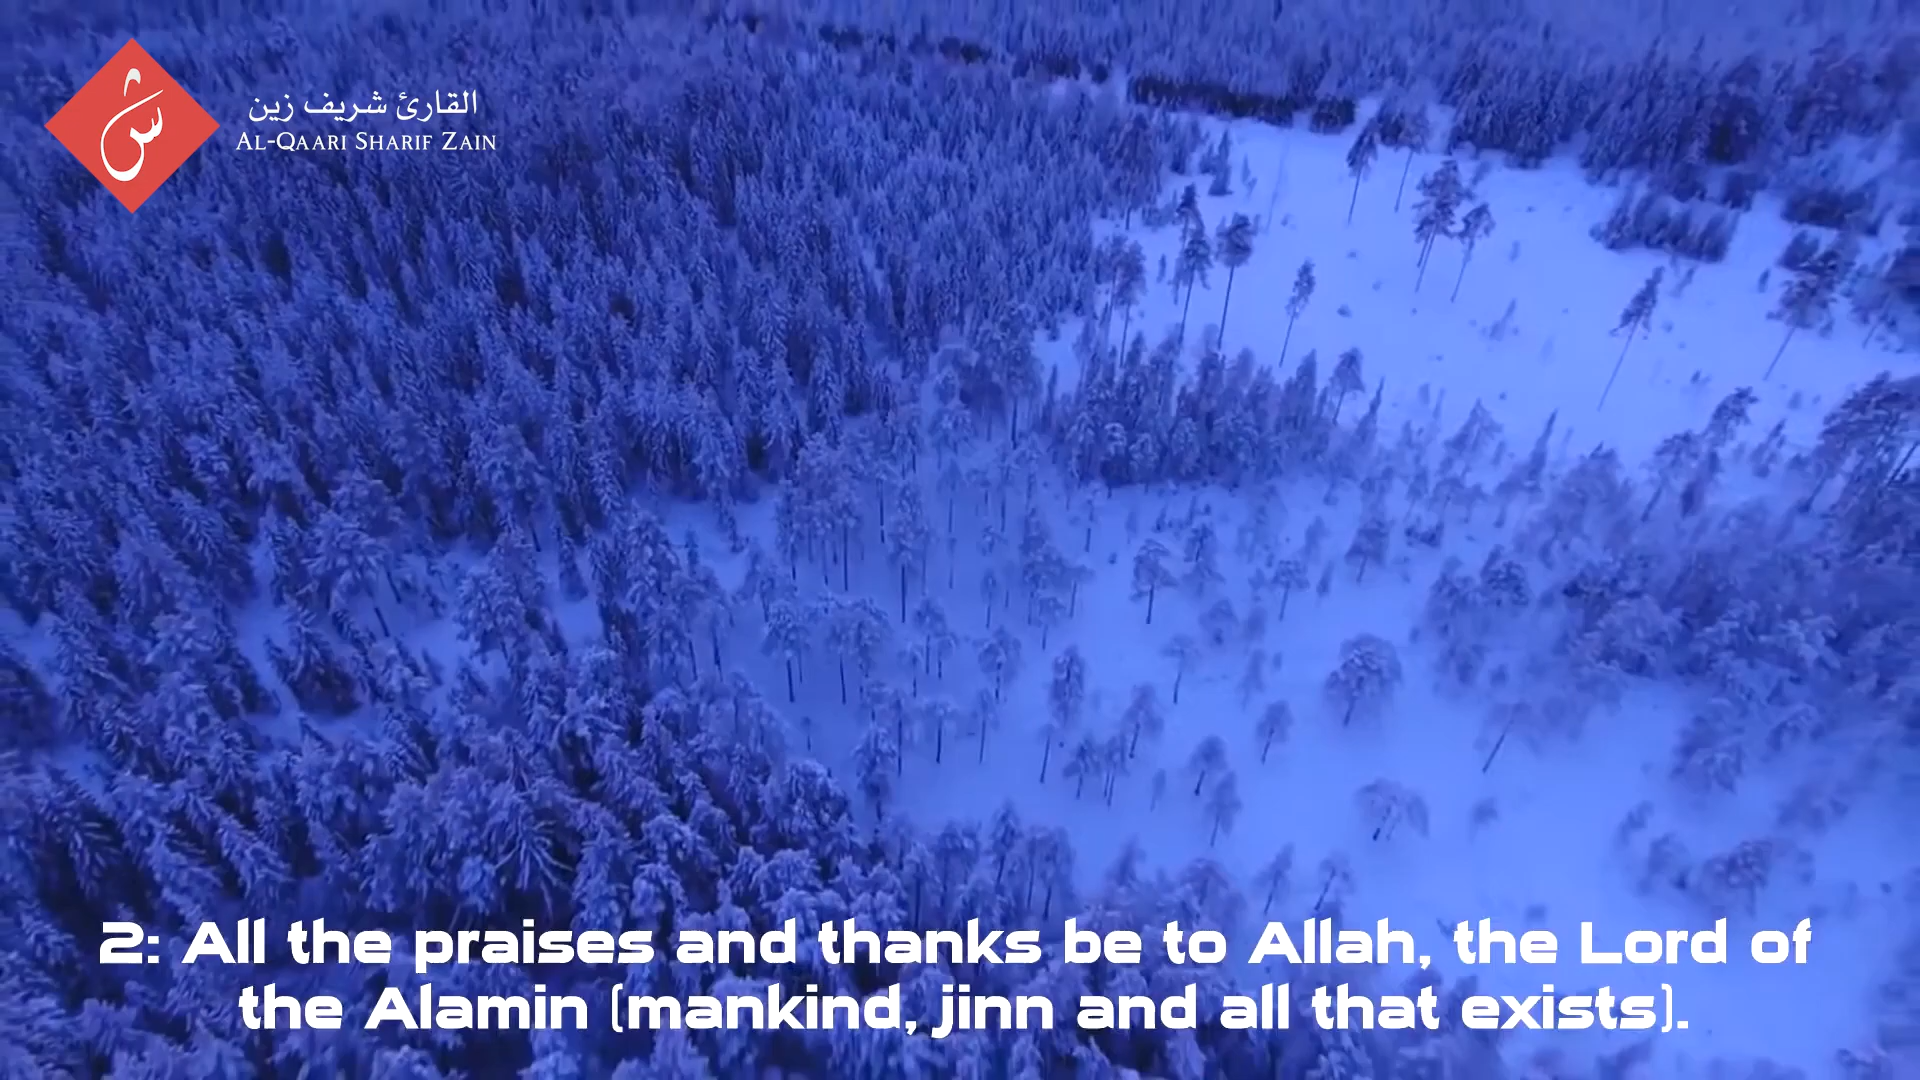 ش
القارئ شريف زين
AL-QAARI SHARIF ZAIN
2: All the praises and thanks be to Allah, the Lord of
the Alamin (mankind, jinn and all that exists).